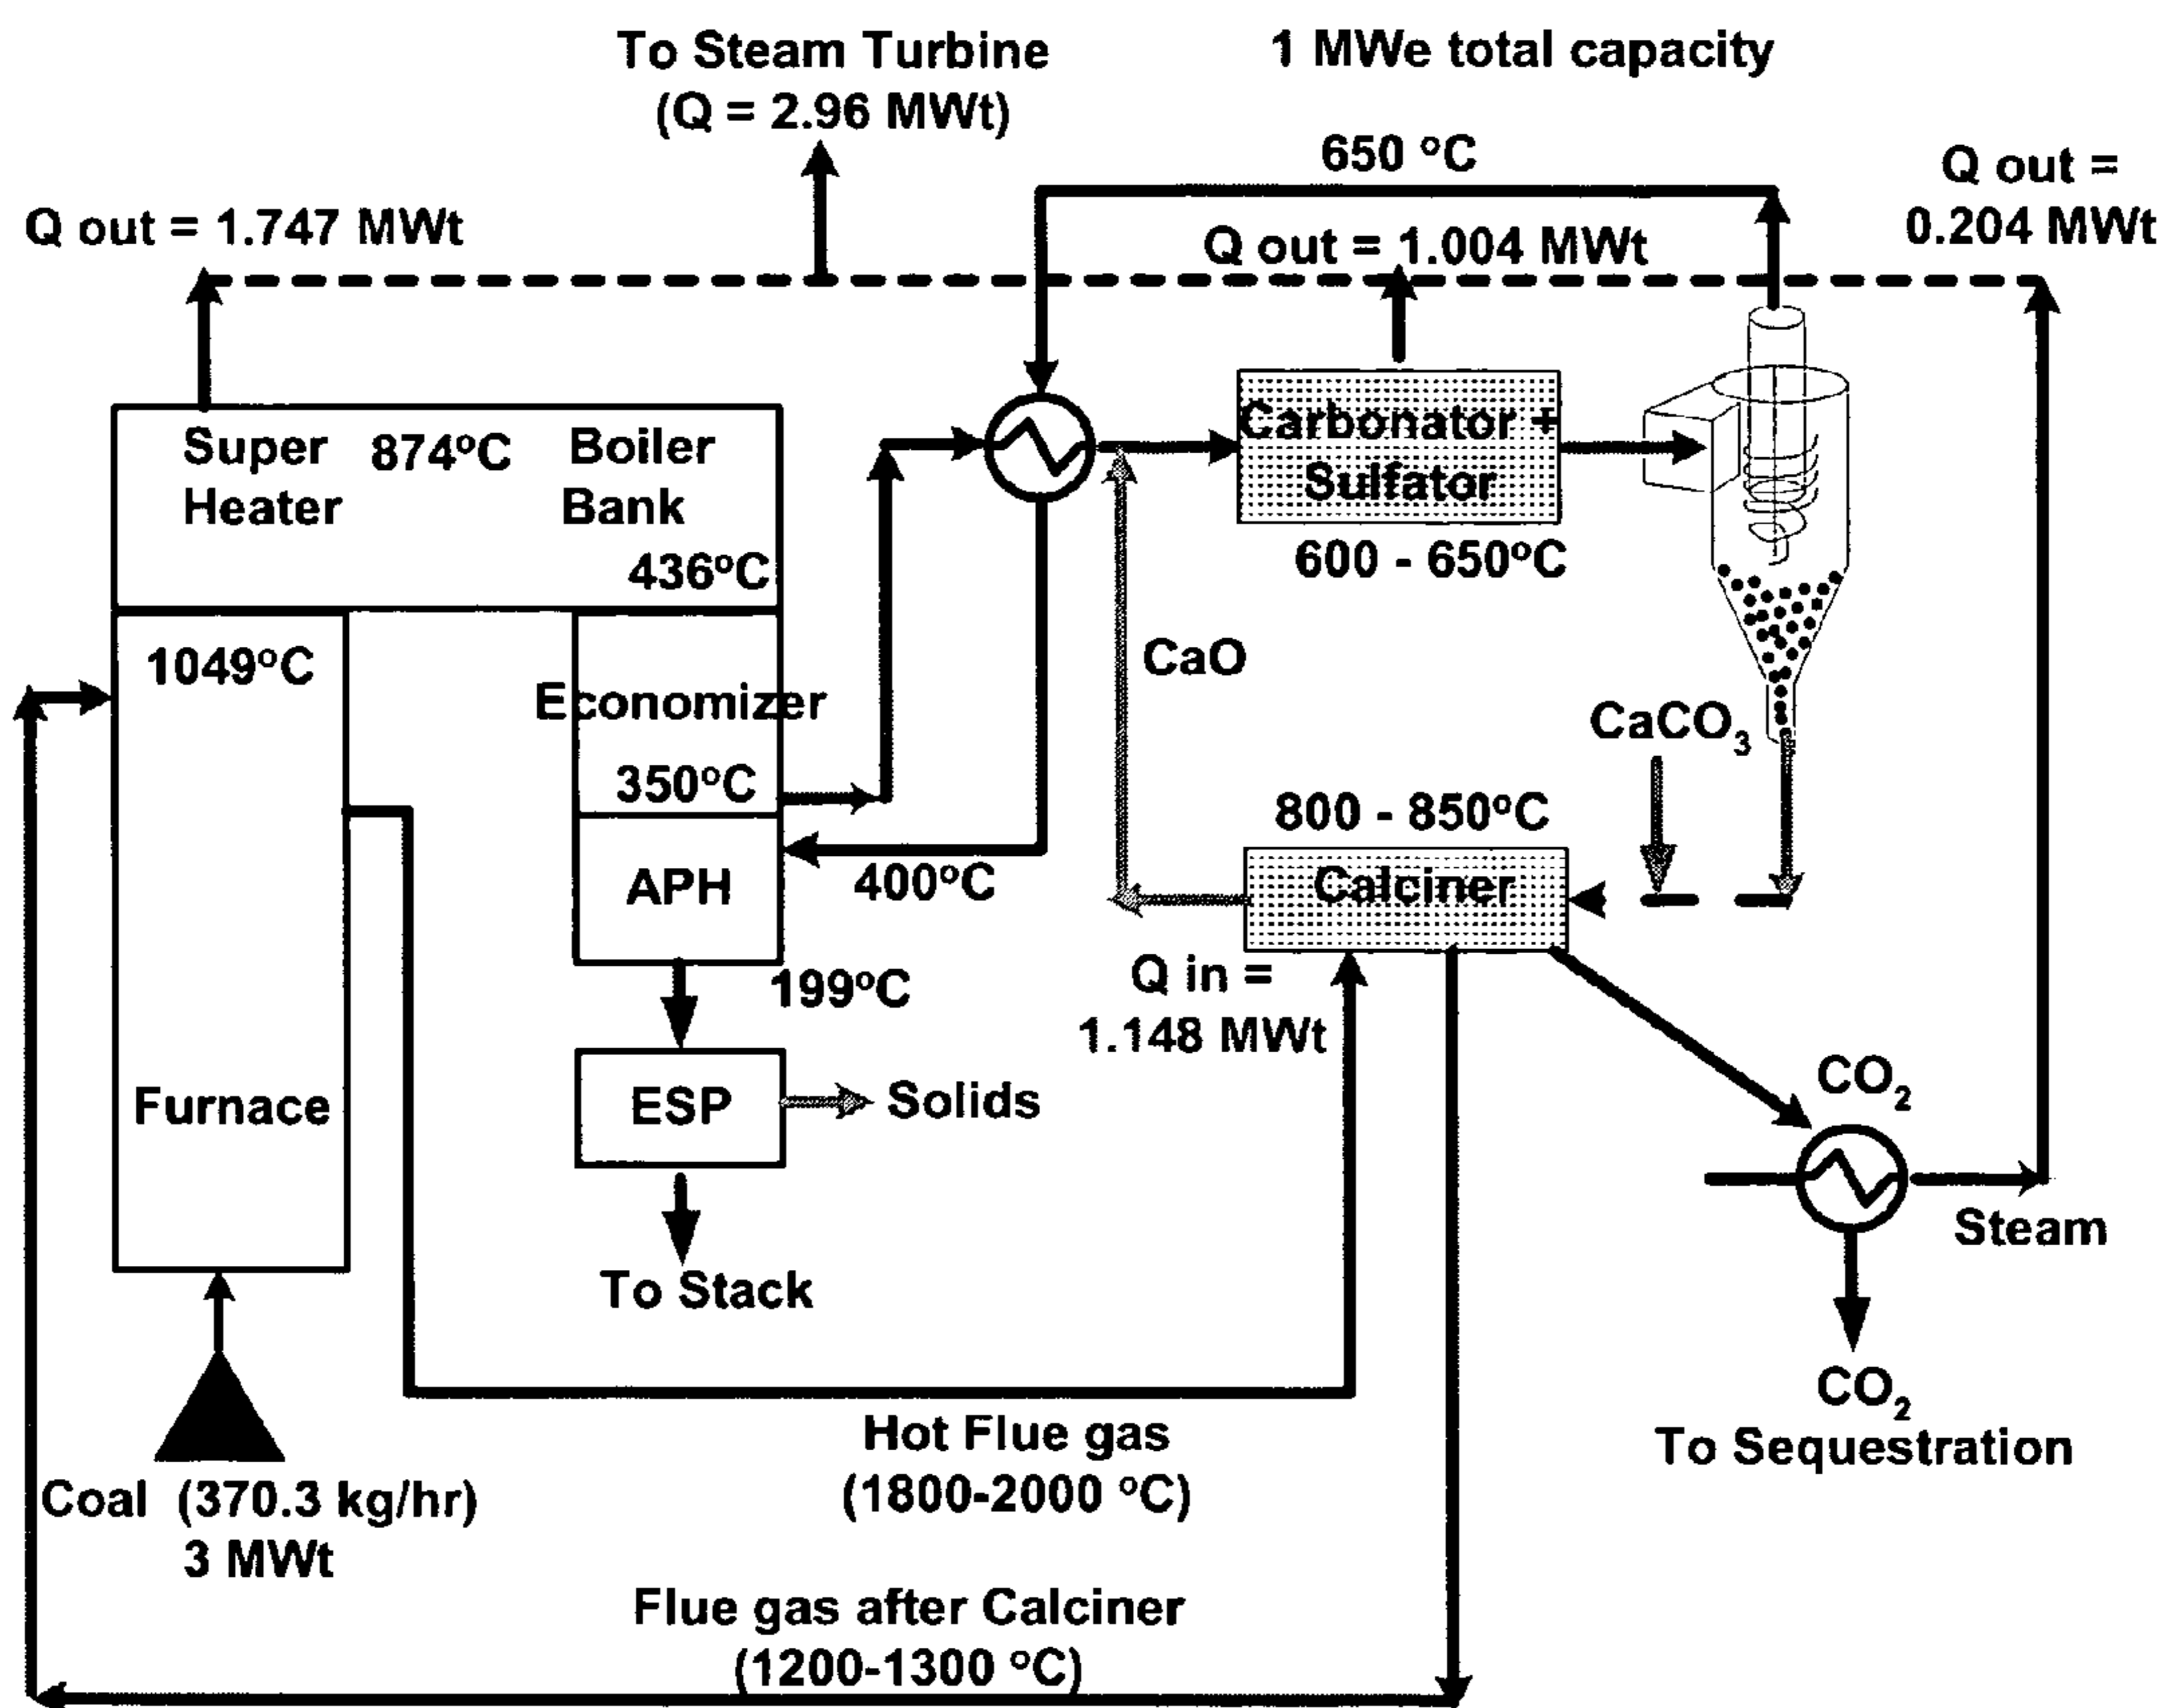 To Steam Turbine
(Q = 2.96 MWt)
1 MWe total capacity
650 °C
Q out =
0.204 MWt
Q out = 1.747 MWt
Q out = 1.004 MWt
Super
Heater
874°C
Boiler
Bank
436°C
Carbonator +
Sulfator
600 - 650°C
1049°C
Economizer
350°C
CaO
CaCO₃
800 - 850°C
Calciner
APH
400°C
199°C
Q in =
1.148 MWt
Furnace
ESP
Solids
CO₂
To Stack
Steam
CO₂
To Sequestration
Hot Flue gas
(1800-2000 °C)
Coal (370.3 kg/hr)
3 MWt
Flue gas after Calciner
(1200-1300 °C)